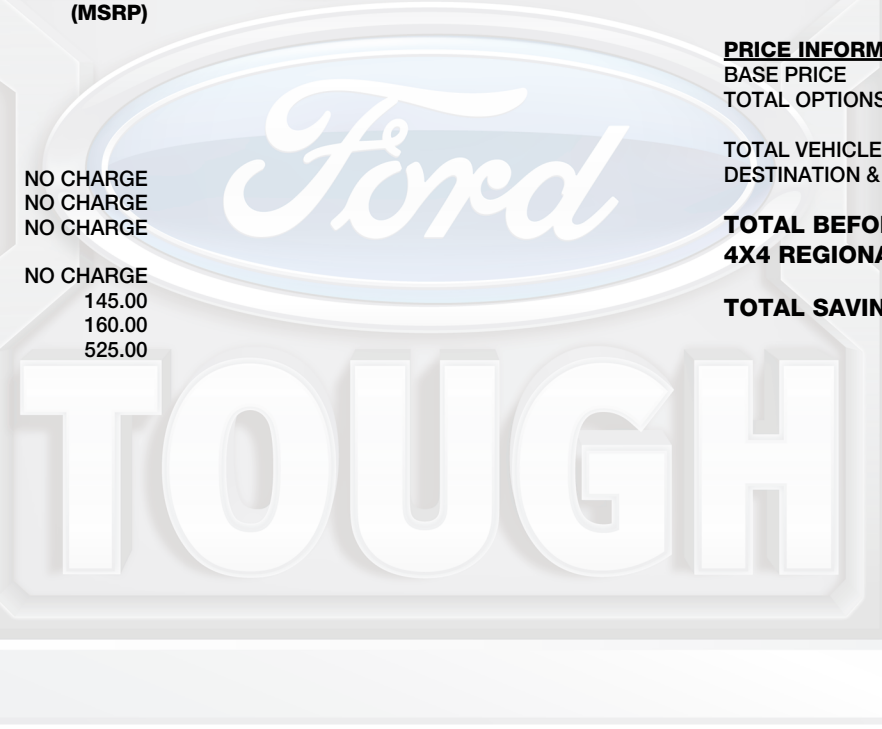 (MSRP)
NO CHARGE
NO CHARGE
NO CHARGE
NO CHARGE
145.00
160.00
525.00
PRICE INFORM
BASE PRICE
TOTAL OPTIONS
TOTAL VEHICLE
DESTINATION &
TOTAL BEFO
4X4 REGIONA
TOTAL SAVIN
Ford
TOUGH